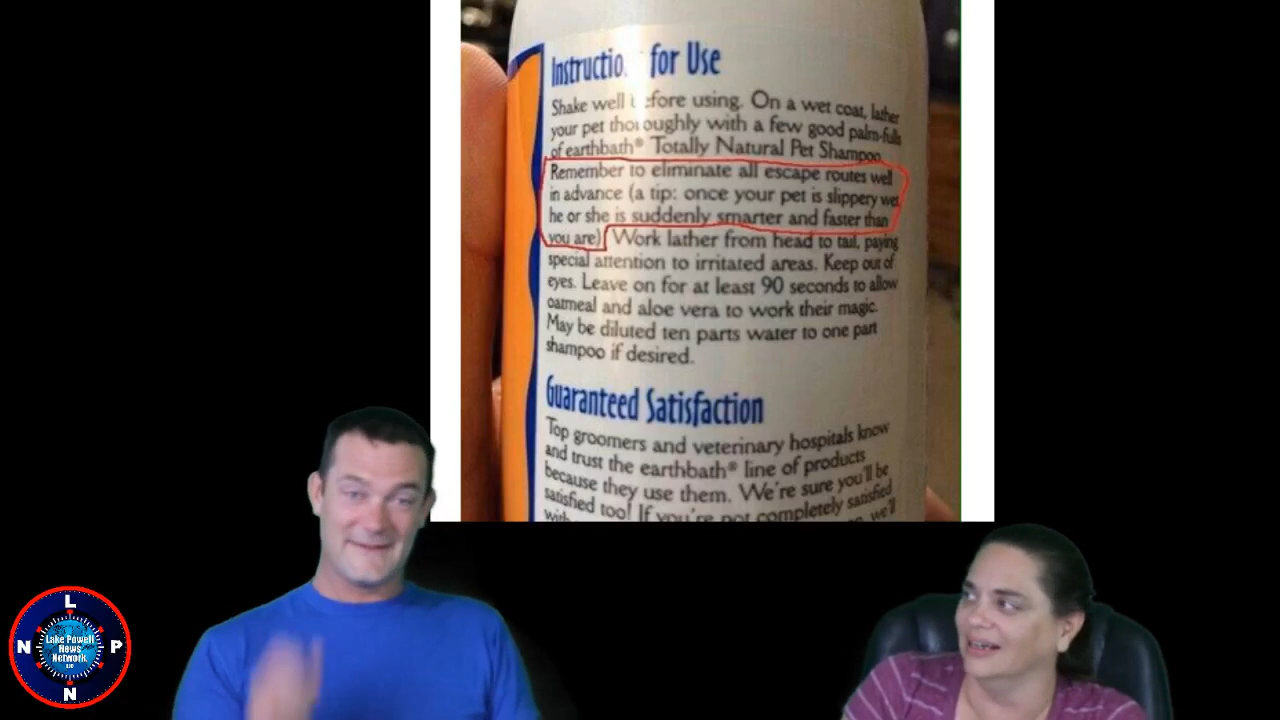 Instructio for Use
Shake well before using. On a wet coat, lather
your pet thoroughly with a few good palm-fulls
of earthbath® Totally Natural Pet Shampoo
Remember to eliminate all escape routes well
in advance (a tip: once your pet is slippery wet
he or she is suddenly smarter and faster than
you are) Work lather from head to tail, paying
special attention to irritated areas. Keep out of
eyes. Leave on for at least 90 seconds to allow
oatmeal and aloe vera to work their magic.
May be diluted ten parts water to one part
shampoo if desired.
Guaranteed Satisfaction
Top groomers and veterinary hospitals know
and trust the earthbath® line of products
because they use them. We're sure you'll be
satisfied too! If you're not completely satisfied
we'll
L
N P
N
Lake Powell
News
Network